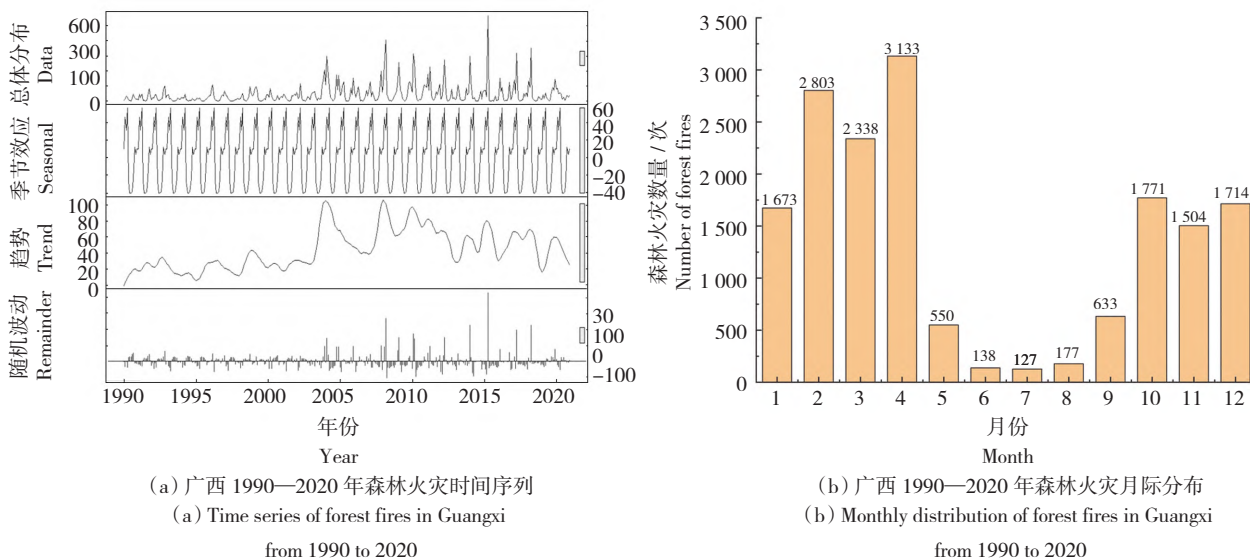 总体分布
Data
600
300
100
0
季节效应
Seasonal
60
40
20
0
-20
-40
趋势
Trend
100
80
60
40
20
0
随机波动
Remainder
30
100
0
-100
1990 1995 2000 2005 2010 2015 2020
年份
Year
(a)广西 1990—2020 年森林火灾时间序列
(a) Time series of forest fires in Guangxi
from 1990 to 2020
森林火灾数量 / 次
Number of forest fires
3 500
3 000
2 500
2 000
1 500
1 000
500
0
1 673
2 803
2 338
3 133
550
138
127
177
633
1 771
1 504
1 714
1 2 3 4 5 6 7 8 9 10 11 12
月份
Month
(b)广西 1990—2020 年森林火灾月际分布
(b) Monthly distribution of forest fires in Guangxi
from 1990 to 2020